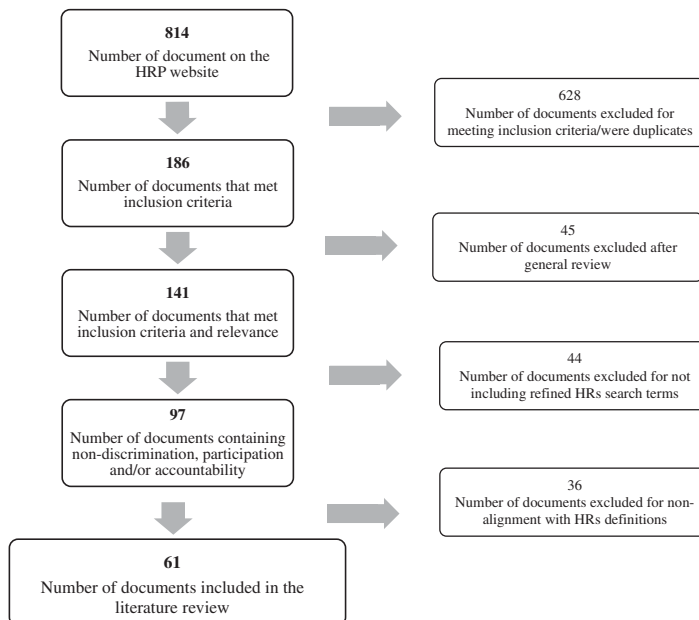 814
Number of document on the
HRP website
628
Number of documents excluded for
meeting inclusion criteria/were duplicates
186
Number of documents that met
inclusion criteria
45
Number of documents excluded after
general review
141
Number of documents that met
inclusion criteria and relevance
44
Number of documents excluded for not
including refined HRs search terms
97
Number of documents containing
non-discrimination, participation
and/or accountability
36
Number of documents excluded for non-
alignment with HRs definitions
61
Number of documents included in the
literature review